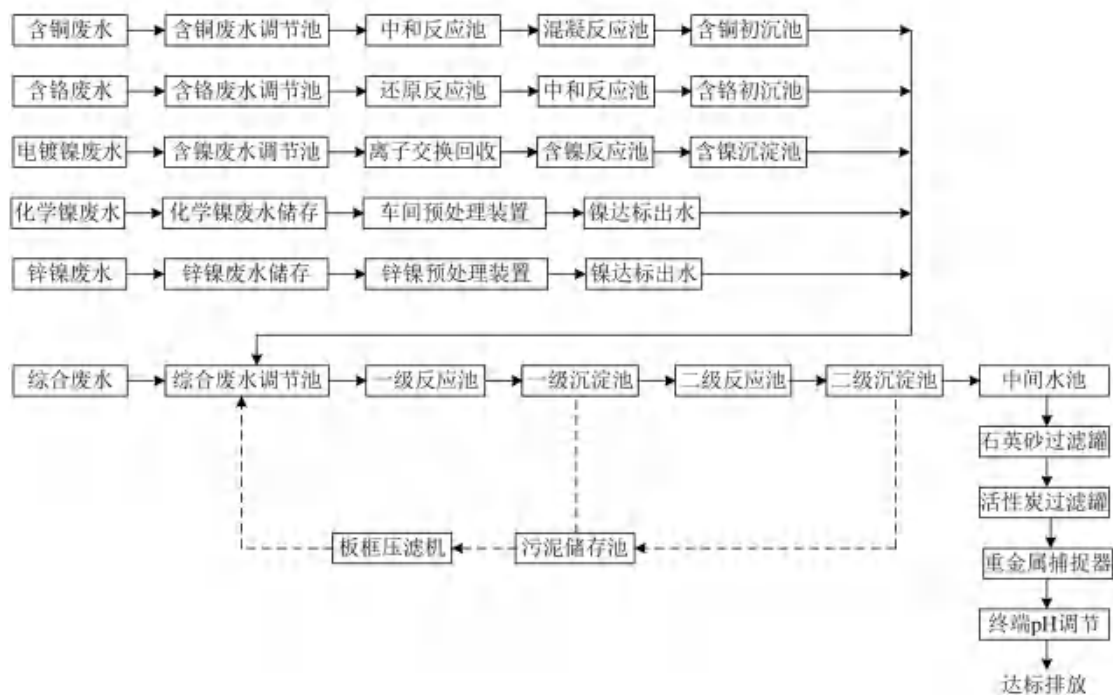 含铜废水 含铜废水调节池 中和反应池 混凝反应池 含铜初沉池
含铬废水 含铬废水调节池 还原反应池 中和反应池 含铬初沉池
电镀镍废水 含镍废水调节池 离子交换回收 含镍反应池 含镍沉淀池
化学镍废水 化学镍废水储存 车间预处理装置 镍达标出水
锌镍废水 锌镍废水储存 锌镍预处理装置 镍达标出水
综合废水 综合废水调节池 一级反应池 一级沉淀池 二级反应池 二级沉淀池 中间水池
石英砂过滤罐
活性炭过滤罐
板框压滤机 污泥储存池
重金属捕捉器
终端pH调节
达标排放